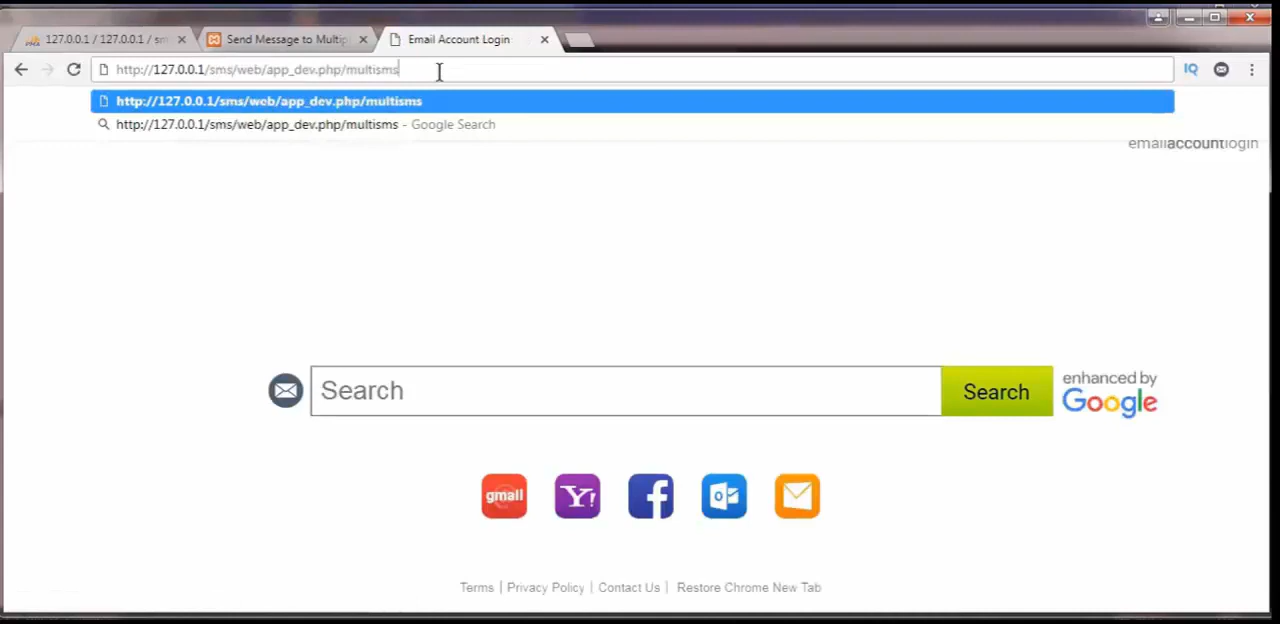 127.0.0.1 / 127.0.0.1 / sm
Send Message to Multip
Email Account Login
http://127.0.0.1/sms/web/app_dev.php/multisms
IQ
http://127.0.0.1/sms/web/app_dev.php/multisms
http://127.0.0.1/sms/web/app_dev.php/multisms - Google Search
emailaccountlogin
Search
Search
enhanced by
Google
gmail
Y!
f
o
Terms | Privacy Policy | Contact Us | Restore Chrome New Tab